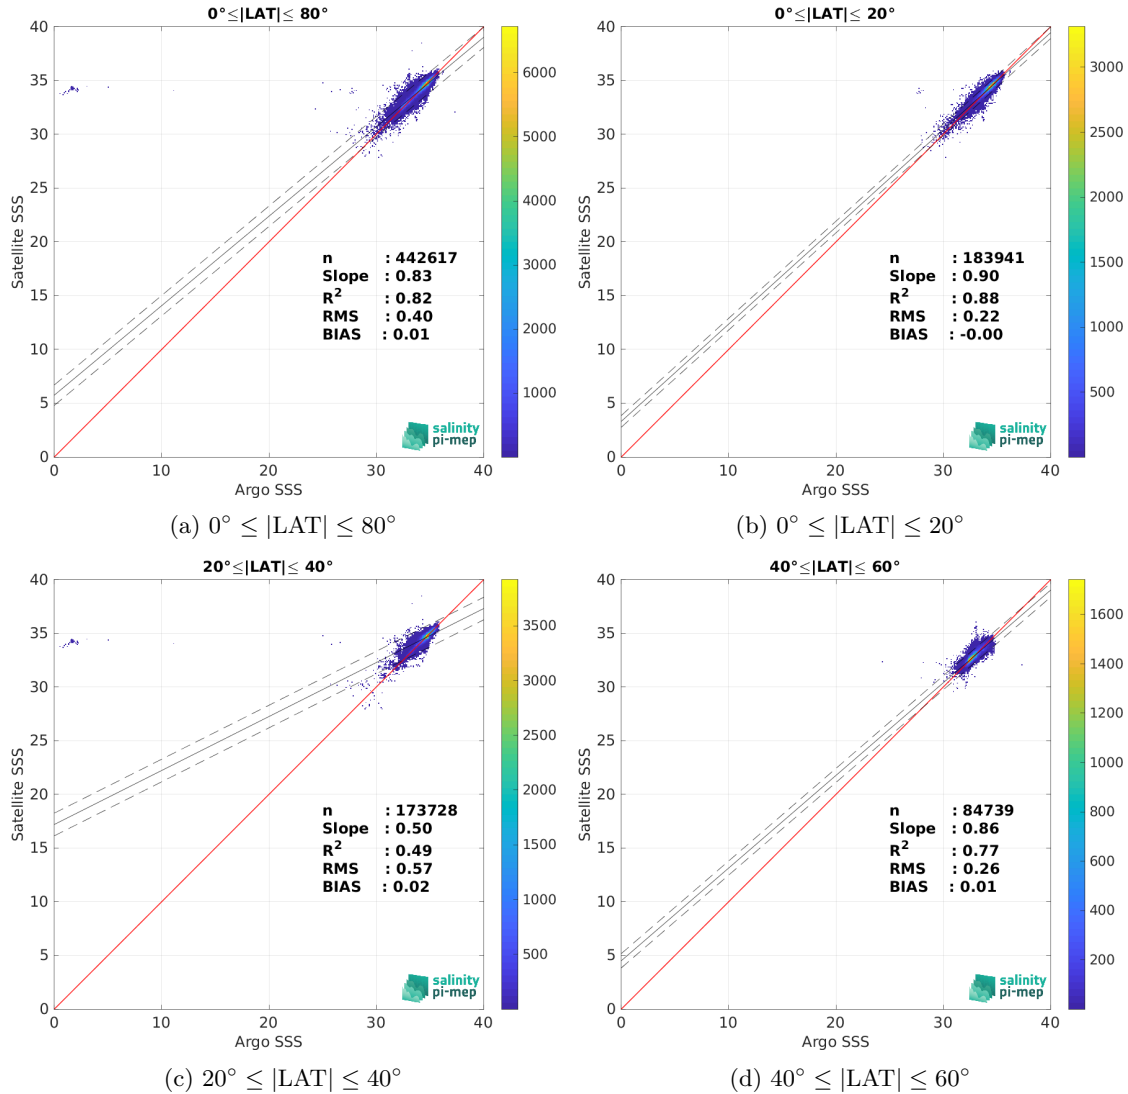 0°≤|LAT|≤ 80°
40
35
30
25
20
15
10
5
0
Satellite SSS
n : 442617
Slope : 0.83
R² : 0.82
RMS : 0.40
BIAS : 0.01
salinity
pi-mep
0 10 20 30 40
Argo SSS
6000
5000
4000
3000
2000
1000
(a) 0° ≤ |LAT| ≤ 80°
0°≤|LAT|≤ 20°
40
35
30
25
20
15
10
5
0
Satellite SSS
n : 183941
Slope : 0.90
R² : 0.88
RMS : 0.22
BIAS : -0.00
salinity
pi-mep
0 10 20 30 40
Argo SSS
3000
2500
2000
1500
1000
500
(b) 0° ≤ |LAT| ≤ 20°
20°≤|LAT|≤ 40°
40
35
30
25
20
15
10
5
0
Satellite SSS
n : 173728
Slope : 0.50
R² : 0.49
RMS : 0.57
BIAS : 0.02
salinity
pi-mep
0 10 20 30 40
Argo SSS
3500
3000
2500
2000
1500
1000
500
(c) 20° ≤ |LAT| ≤ 40°
40°≤|LAT|≤ 60°
40
35
30
25
20
15
10
5
0
Satellite SSS
n : 84739
Slope : 0.86
R² : 0.77
RMS : 0.26
BIAS : 0.01
salinity
pi-mep
0 10 20 30 40
Argo SSS
1600
1400
1200
1000
800
600
400
200
(d) 40° ≤ |LAT| ≤ 60°